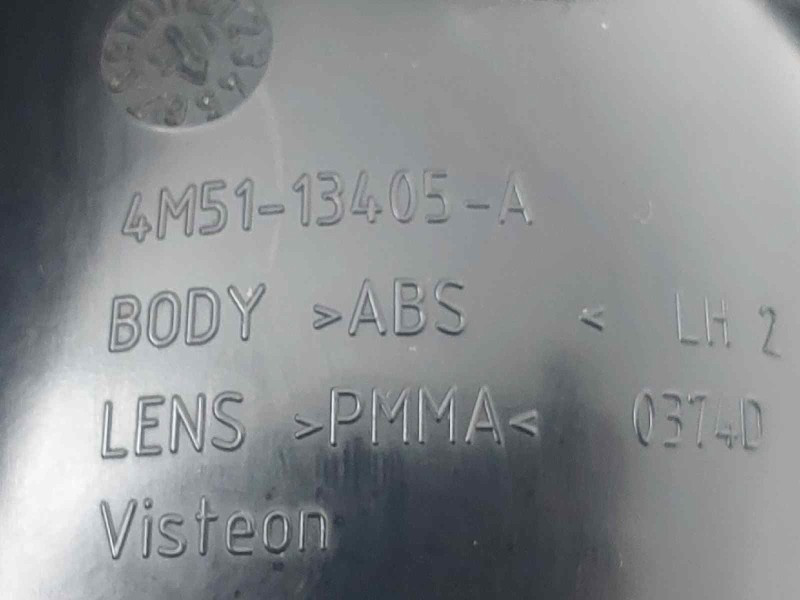 4M51-13405-A
BODY >ABS < LH 2
LENS >PMMA< 0374D
Visteon